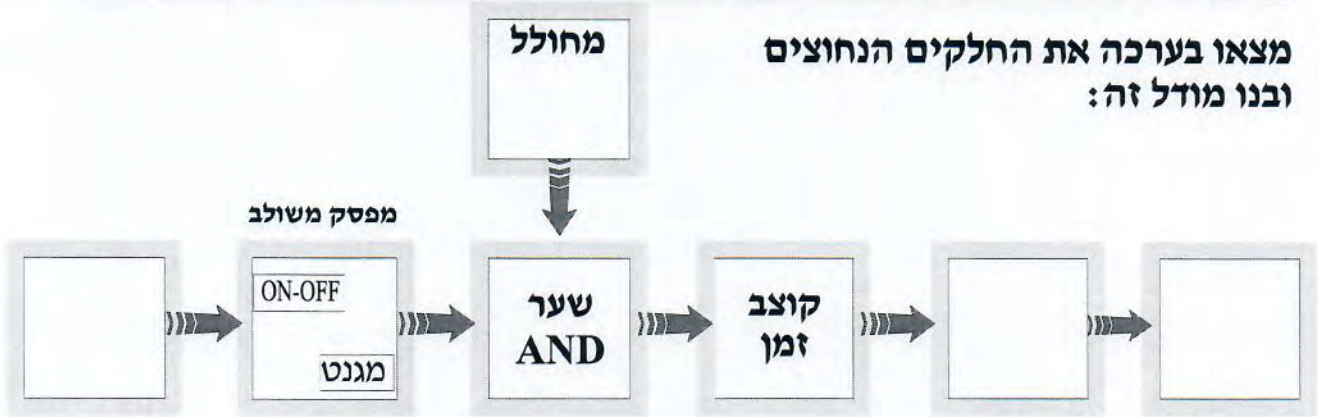 מצאו בערכה את החלקים הנחוצים
ובנו מודל זה:
מחולל
מפסק משולב
ON-OFF
מגנט
שער
AND
קוצב
זמן